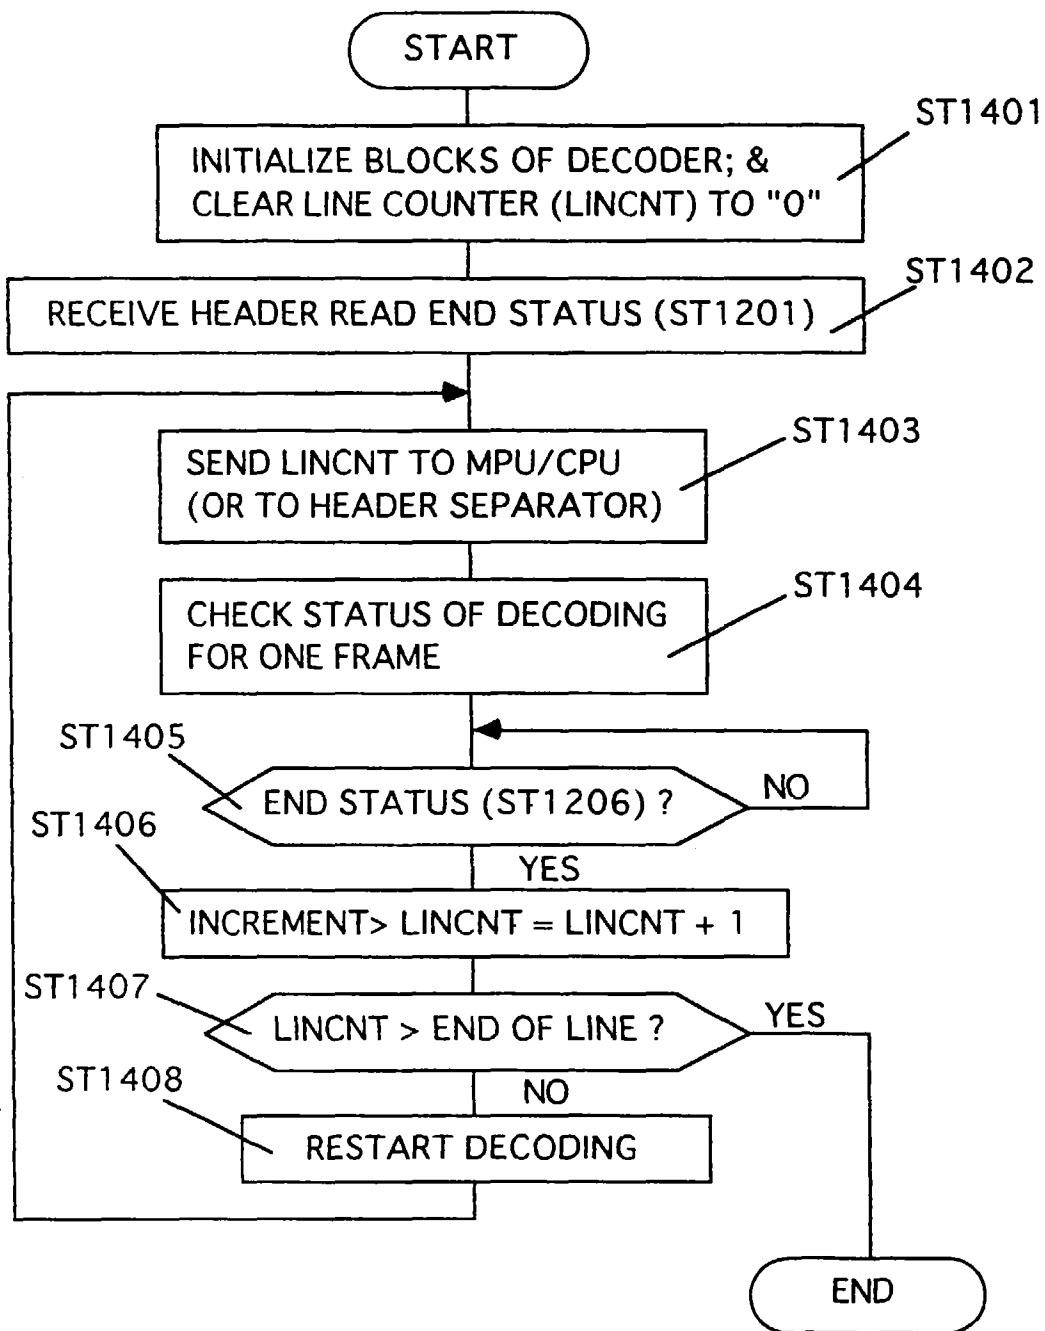 START
ST1401
INITIALIZE BLOCKS OF DECODER; &
CLEAR LINE COUNTER (LINCNT) TO "0"
ST1402
RECEIVE HEADER READ END STATUS (ST1201)
ST1403
SEND LINCNT TO MPU/CPU
(OR TO HEADER SEPARATOR)
ST1404
CHECK STATUS OF DECODING
FOR ONE FRAME
ST1405
END STATUS (ST1206) ?
NO
YES
ST1406
INCREMENT> LINCNT = LINCNT + 1
ST1407
LINCNT > END OF LINE ?
YES
NO
ST1408
RESTART DECODING
END